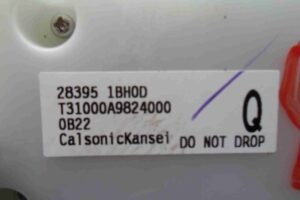 28395 1BH0D
T31000A9824000
0B22
Q
CalsonicKansei DO NOT DROP